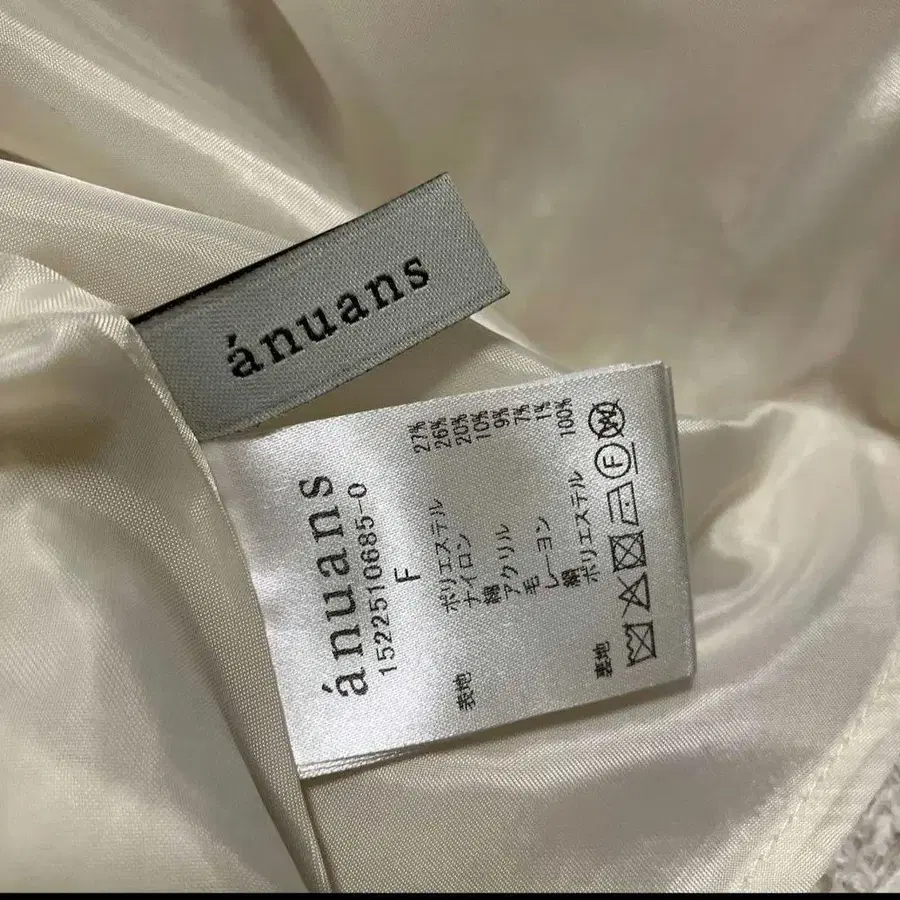 ánuans
ánuans
1522510685-0
F
表地 ポリエステル 27%
ナイロン 26%
綿 20%
アクリル 10%
毛 9%
レーヨン 7%
絹 1%
裏地 ポリエステル 100%
F W